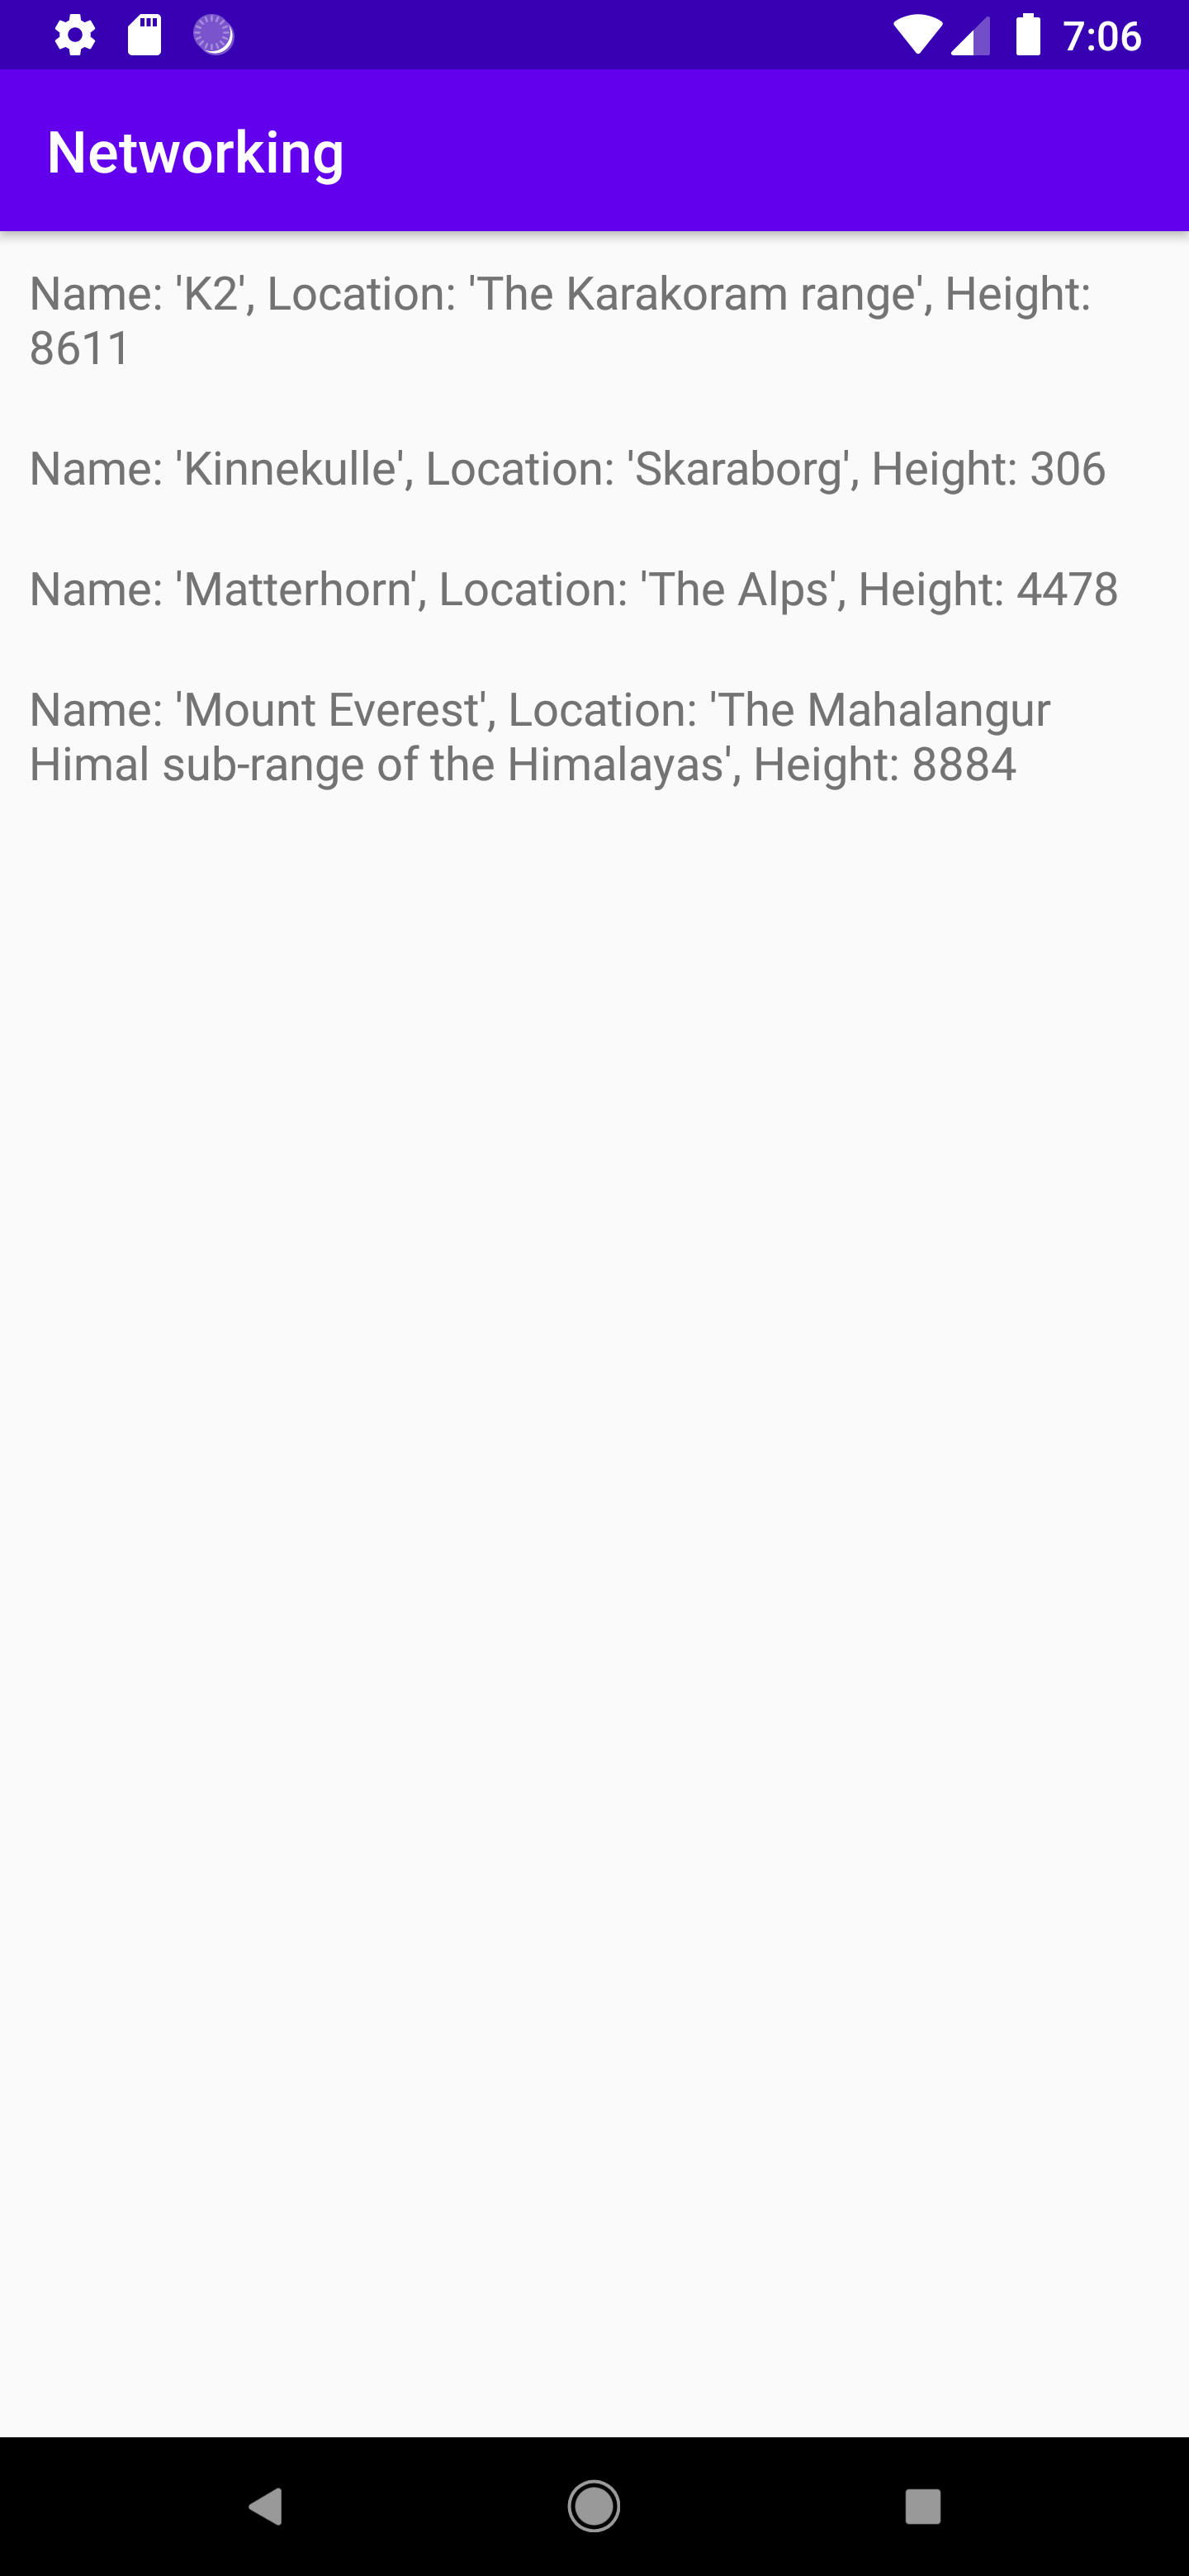 7:06
Networking
Name: 'K2', Location: 'The Karakoram range', Height:
8611
Name: 'Kinnekulle', Location: 'Skaraborg', Height: 306
Name: 'Matterhorn', Location: 'The Alps', Height: 4478
Name: 'Mount Everest', Location: 'The Mahalangur
Himal sub-range of the Himalayas', Height: 8884